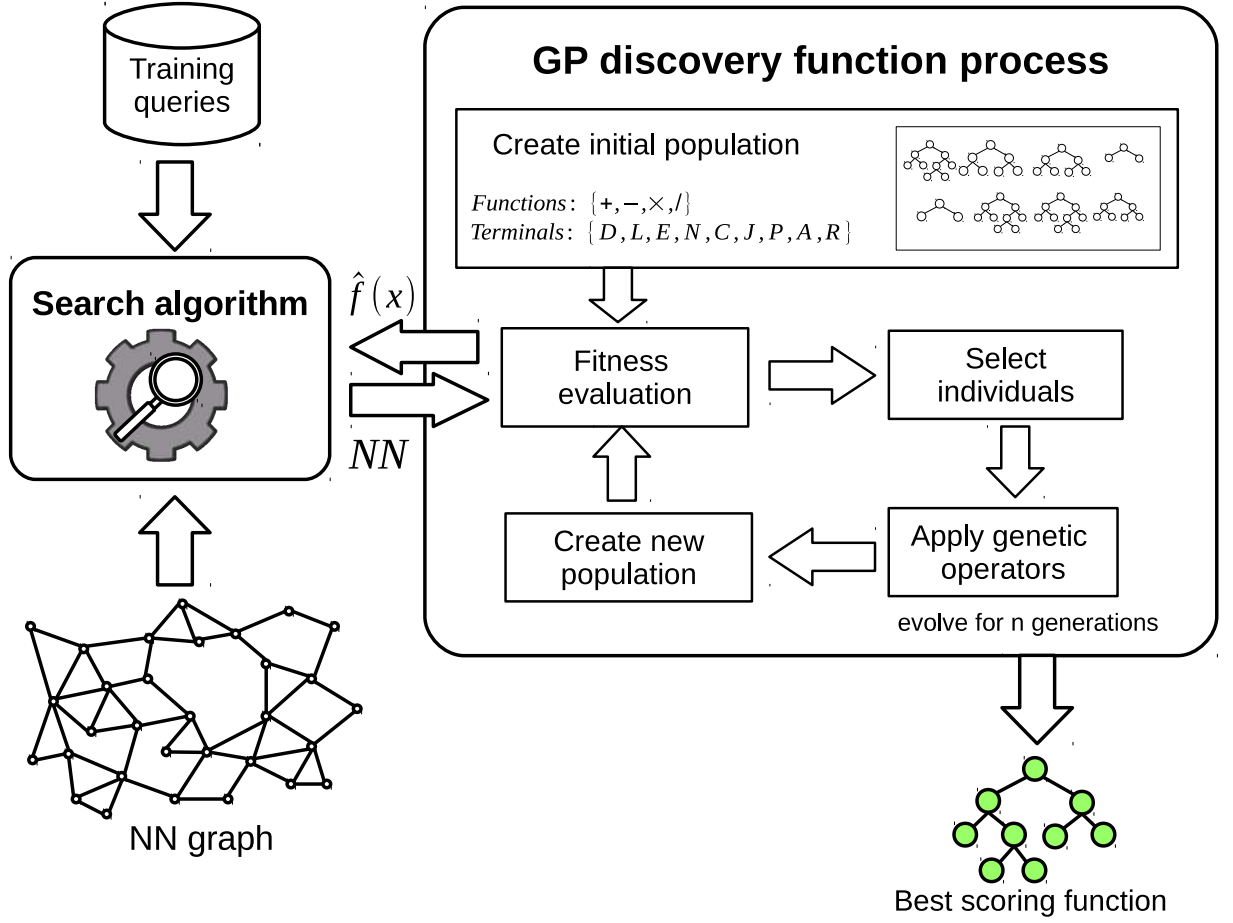 Training
queries
GP discovery function process
Create initial population
Functions: {+,−,×,/}
Terminals: {D,L,E,N,C,J,P,A,R}
Search algorithm
f̂(x)
NN
Fitness
evaluation
Select
individuals
Create new
population
Apply genetic
operators
evolve for n generations
NN graph
Best scoring function